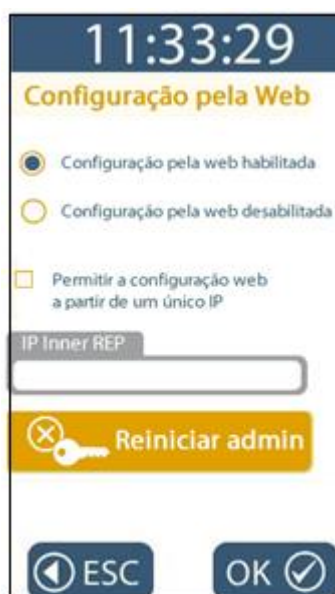 11:33:29
Configuração pela Web
Configuração pela web habilitada
Configuração pela web desabilitada
Permitir a configuração web
a partir de um único IP
IP Inner REP
Reiniciar admin
ESC
OK